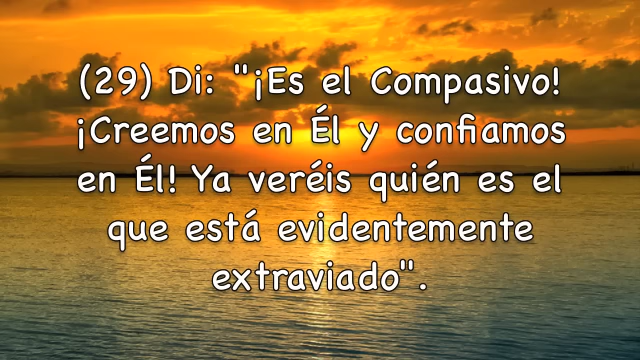 (29) Di: "¡Es el Compasivo!
¡Creemos en Él y confiamos
en Él! Ya veréis quién es el
que está evidentemente
extraviado".